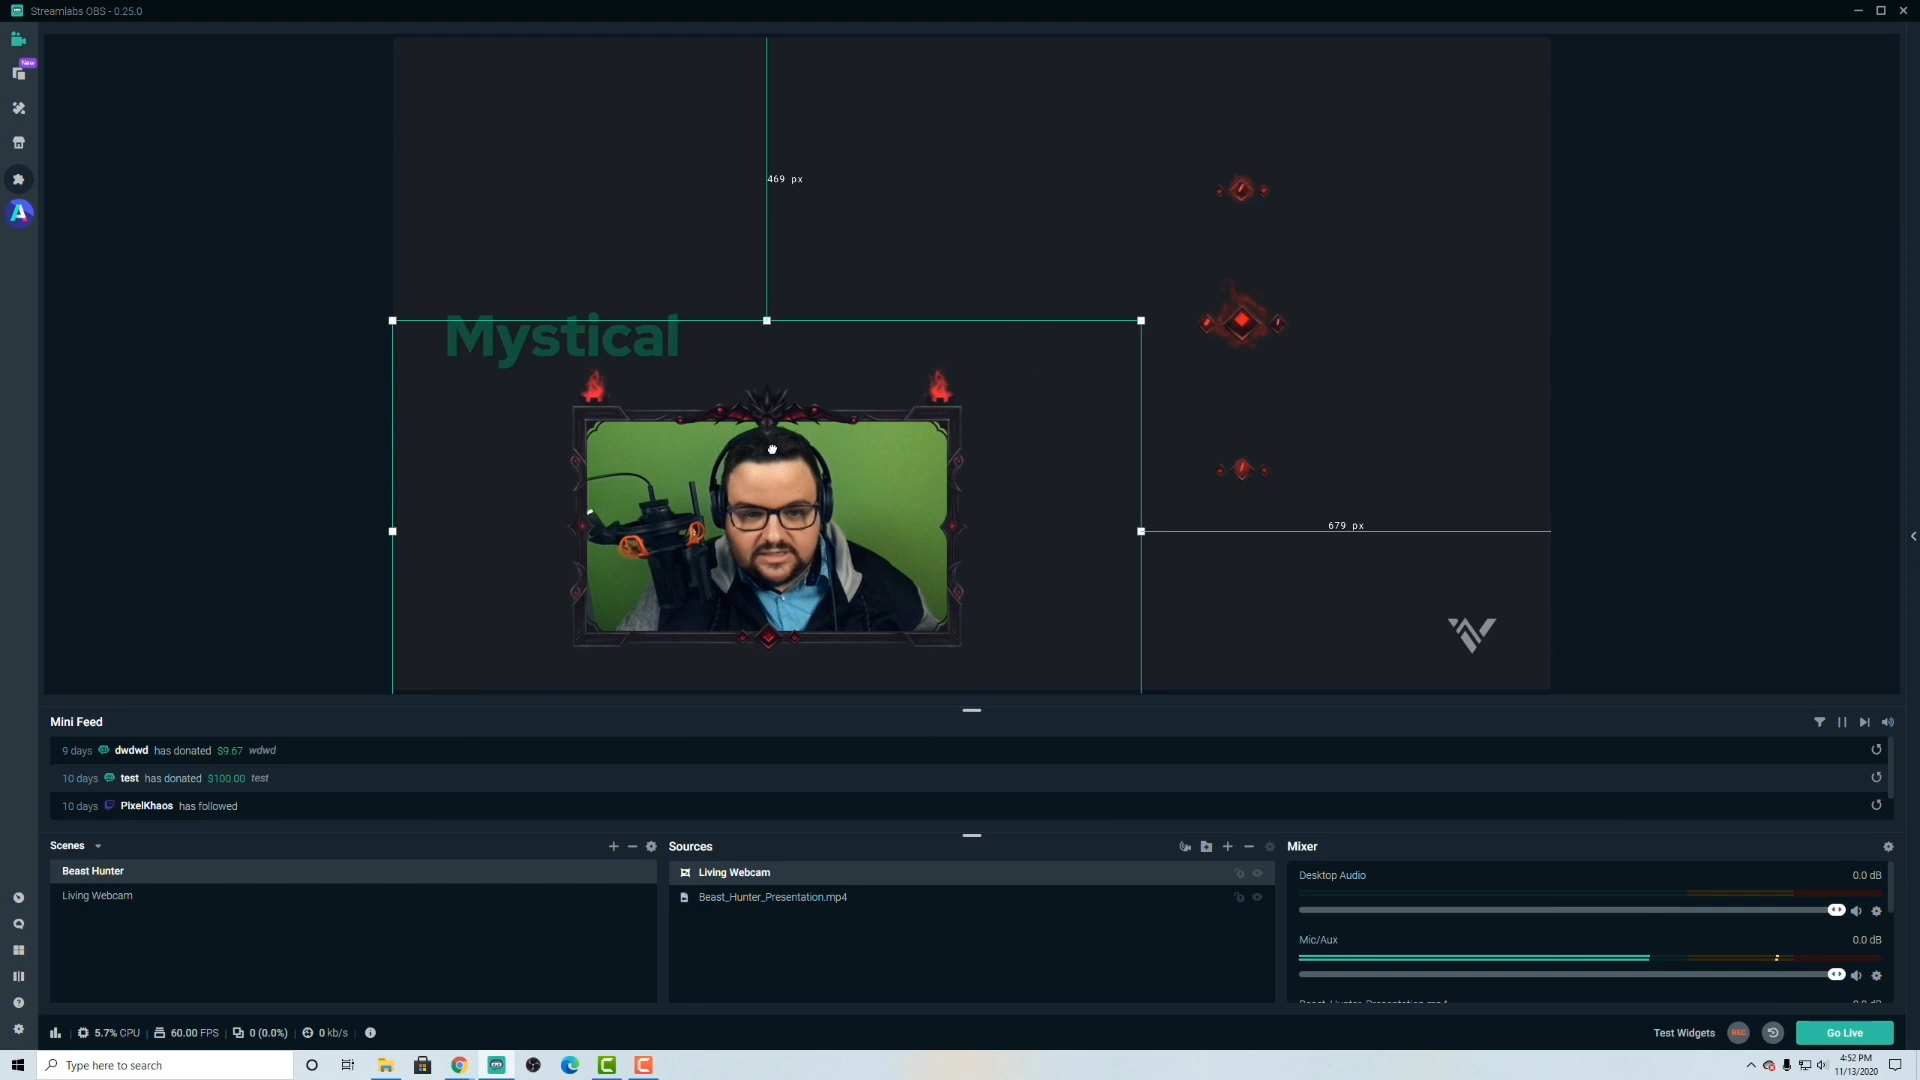 Streamlabs OBS - 0.25.0
New
469 px
Mystical
679 px
Mini Feed
9 days dwdwd has donated $9.67 wdwd
10 days test has donated $100.00 test
10 days PixelKhaos has followed
Scenes
Beast Hunter
Living Webcam
Sources
Living Webcam
Beast_Hunter_Presentation.mp4
Mixer
Desktop Audio 0.0 dB
Mic/Aux 0.0 dB
5.7% CPU 60.00 FPS 0 (0.0%) 0 kb/s
Test Widgets REC Go Live
Type here to search
4:52 PM
11/13/2020